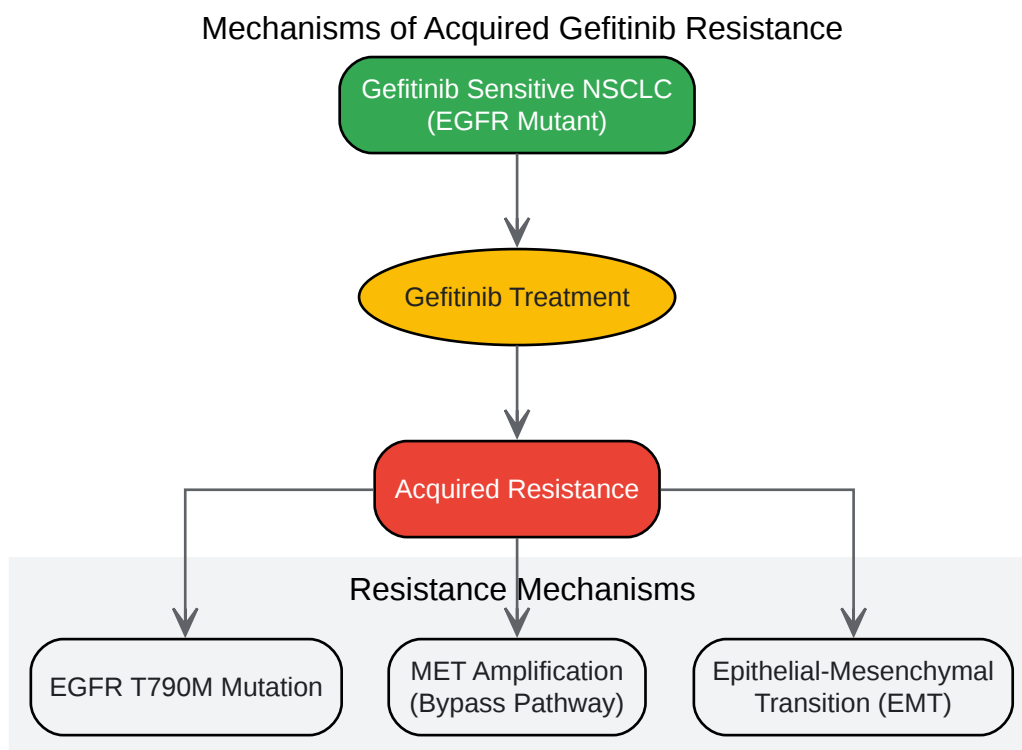 Mechanisms of Acquired Gefitinib Resistance
Gefitinib Sensitive NSCLC
(EGFR Mutant)
Gefitinib Treatment
Acquired Resistance
Resistance Mechanisms
EGFR T790M Mutation
MET Amplification
(Bypass Pathway)
Epithelial-Mesenchymal
Transition (EMT)